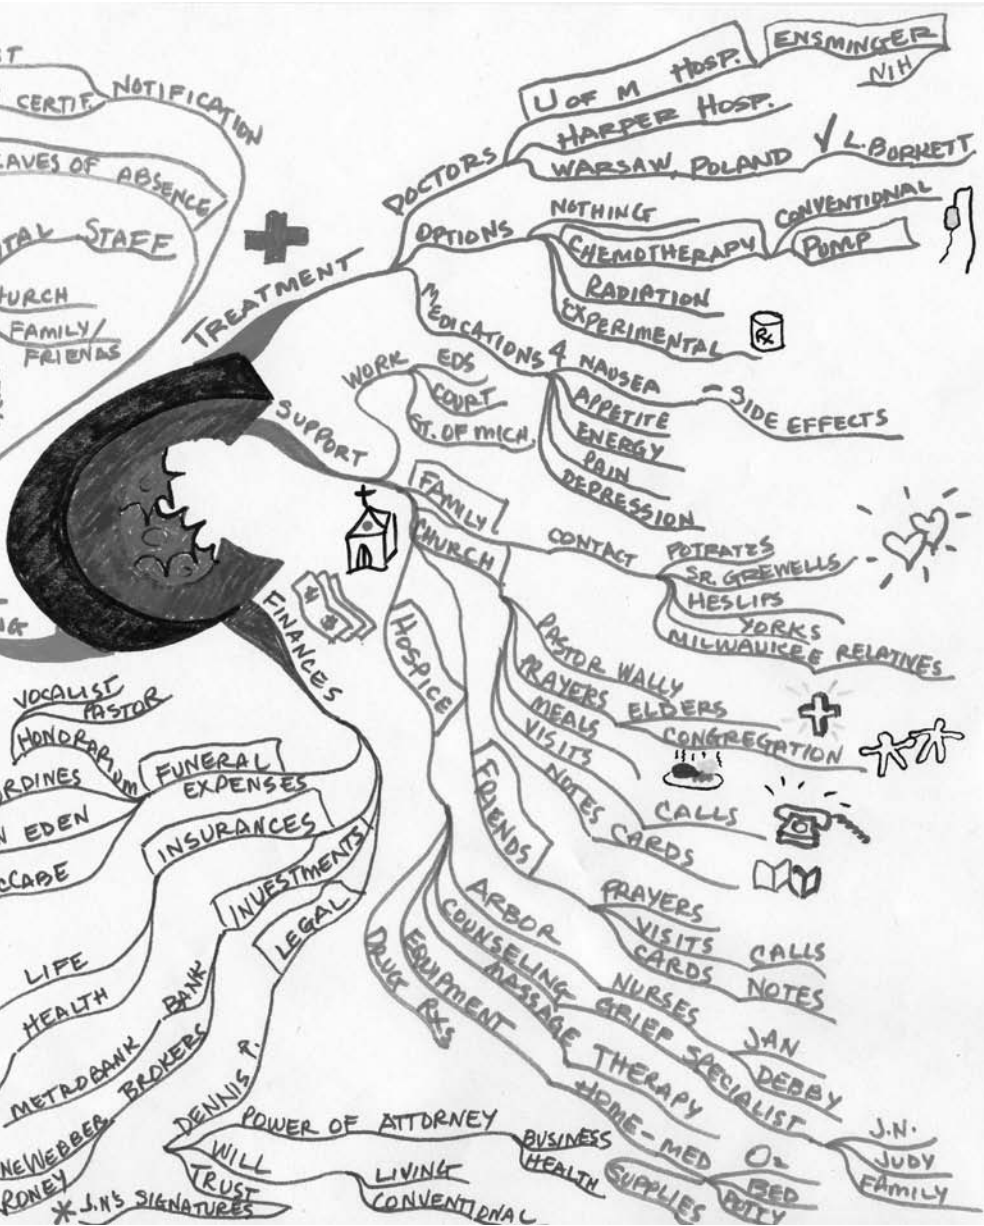 CERTIF.
NOTIFICATION
AVES OF ABSENCE
STAFF
FAMILY/
FRIENDS
TREATMENT
DOCTORS
U OF M HOSP.
ENSMINGER
NIH
HARPER HOSP.
WARSAW, POLAND
√ L. BORKETT
OPTIONS
NOTHING
CHEMOTHERAPY
CONVENTIONAL
PUMP
RADIATION
EXPERIMENTAL
Rx
MEDICATIONS 4 NAUSEA
- SIDE EFFECTS
APPETITE
ENERGY
PAIN
DEPRESSION
SUPPORT
WORK
EDS
COURT
ST. OF MICH.
FAMILY
CHURCH
CONTACT
POTRATZS
SR. GREWELLS
HESLIPS
YORKS
MILWAUKEE RELATIVES
PASTOR WALLY
PRAYERS
ELDERS
CONGREGATION
MEALS
VISITS
NOTES
CALLS
CARDS
FRIENDS
PRAYERS
VISITS
CALLS
CARDS
NOTES
HOSPICE
ARBOR
NURSES
JAN
DEBBY
COUNSELING
GRIEF SPECIALIST
J.N.
JUDY
FAMILY
MASSAGE THERAPY
EQUIPMENT
HOME-MED
O2
BED
POTTY
SUPPLIES
DRUG RXS
FINANCES
$
$
FUNERAL
EXPENSES
VOCALIST
PASTOR
HONORARIUM
RDINES
N EDEN
CCABE
INSURANCES
LIFE
HEALTH
INVESTMENTS
BANK
METROBANK
BROKERS
NEWEBBER
RONEY
LEGAL
DENNIS P.
POWER OF ATTORNEY
BUSINESS
HEALTH
WILL
LIVING
CONVENTIONAL
TRUST
* J.N'S SIGNATURES